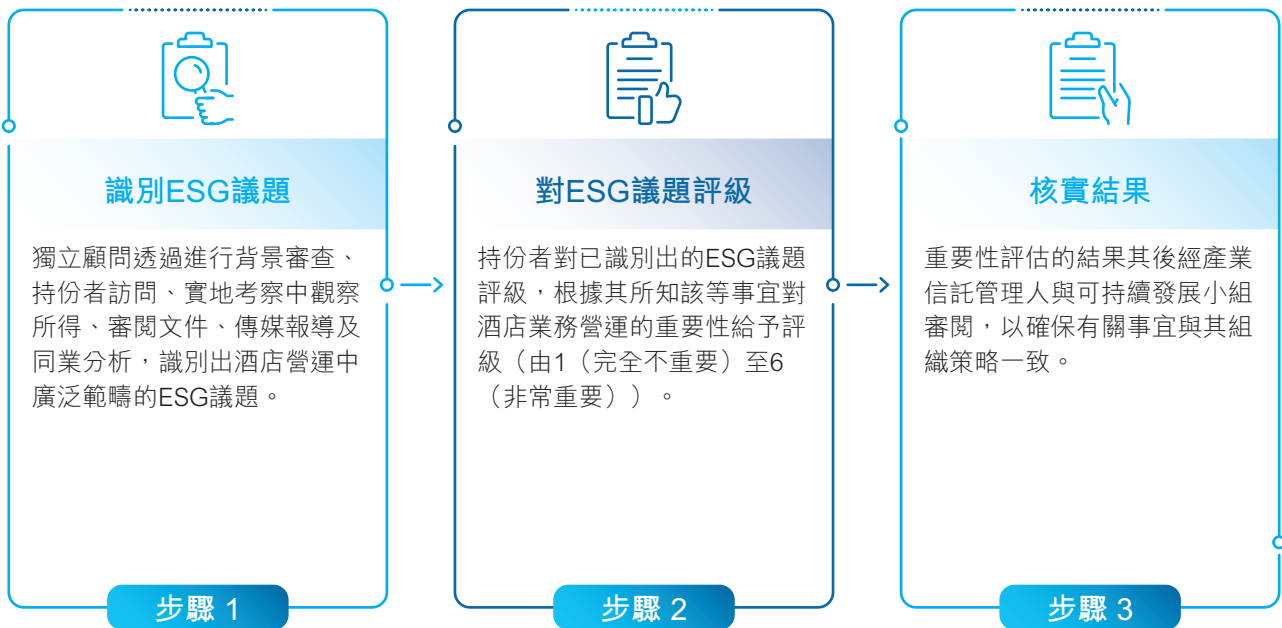 識別ESG議題
獨立顧問透過進行背景審查、
持份者訪問、實地考察中觀察
所得、審閱文件、傳媒報導及
同業分析，識別出酒店營運中
廣泛範疇的ESG議題。
步驟 1
對ESG議題評級
持份者對已識別出的ESG議題
評級，根據其所知該等事宜對
酒店業務營運的重要性給予評
級（由1（完全不重要）至6
（非常重要））。
步驟 2
核實結果
重要性評估的結果其後經產業
信託管理人與可持續發展小組
審閱，以確保有關事宜與其組
織策略一致。
步驟 3